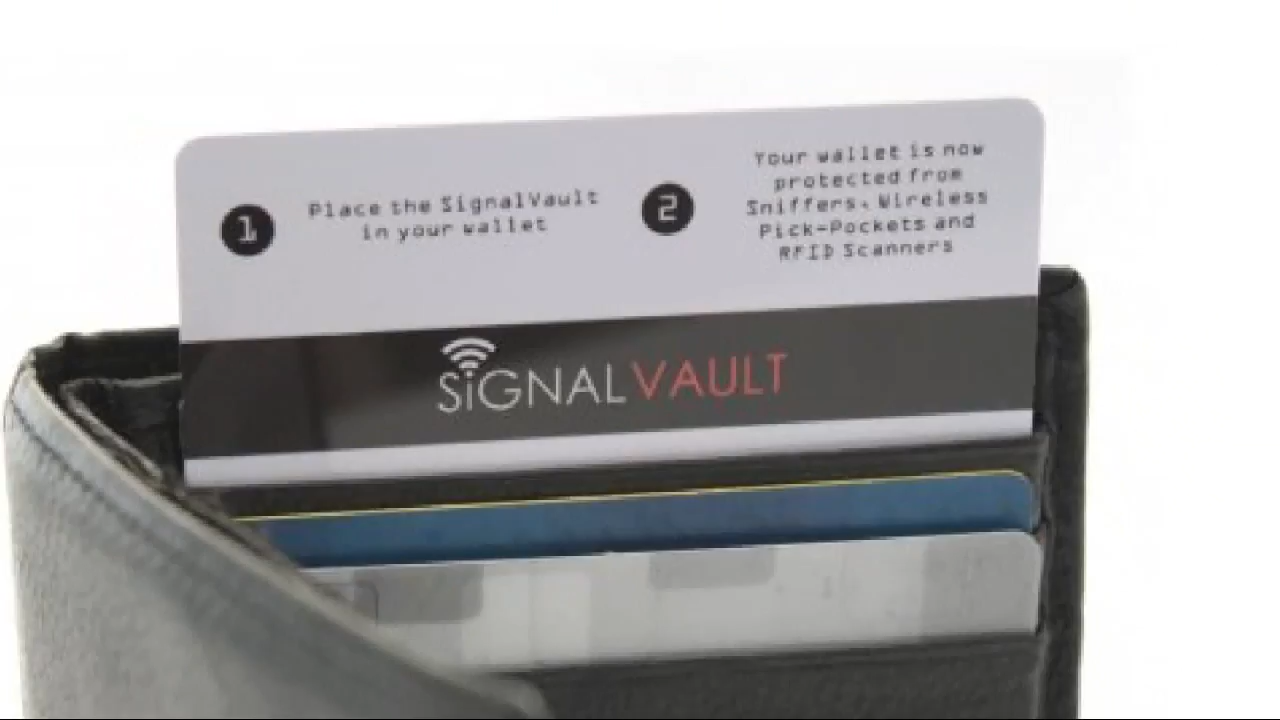 1
Place the SignalVault
in your wallet
2
Your wallet is now
protected from
Sniffers, Wireless
Pick-Pockets and
RFID Scanners
SiGNALVAULT